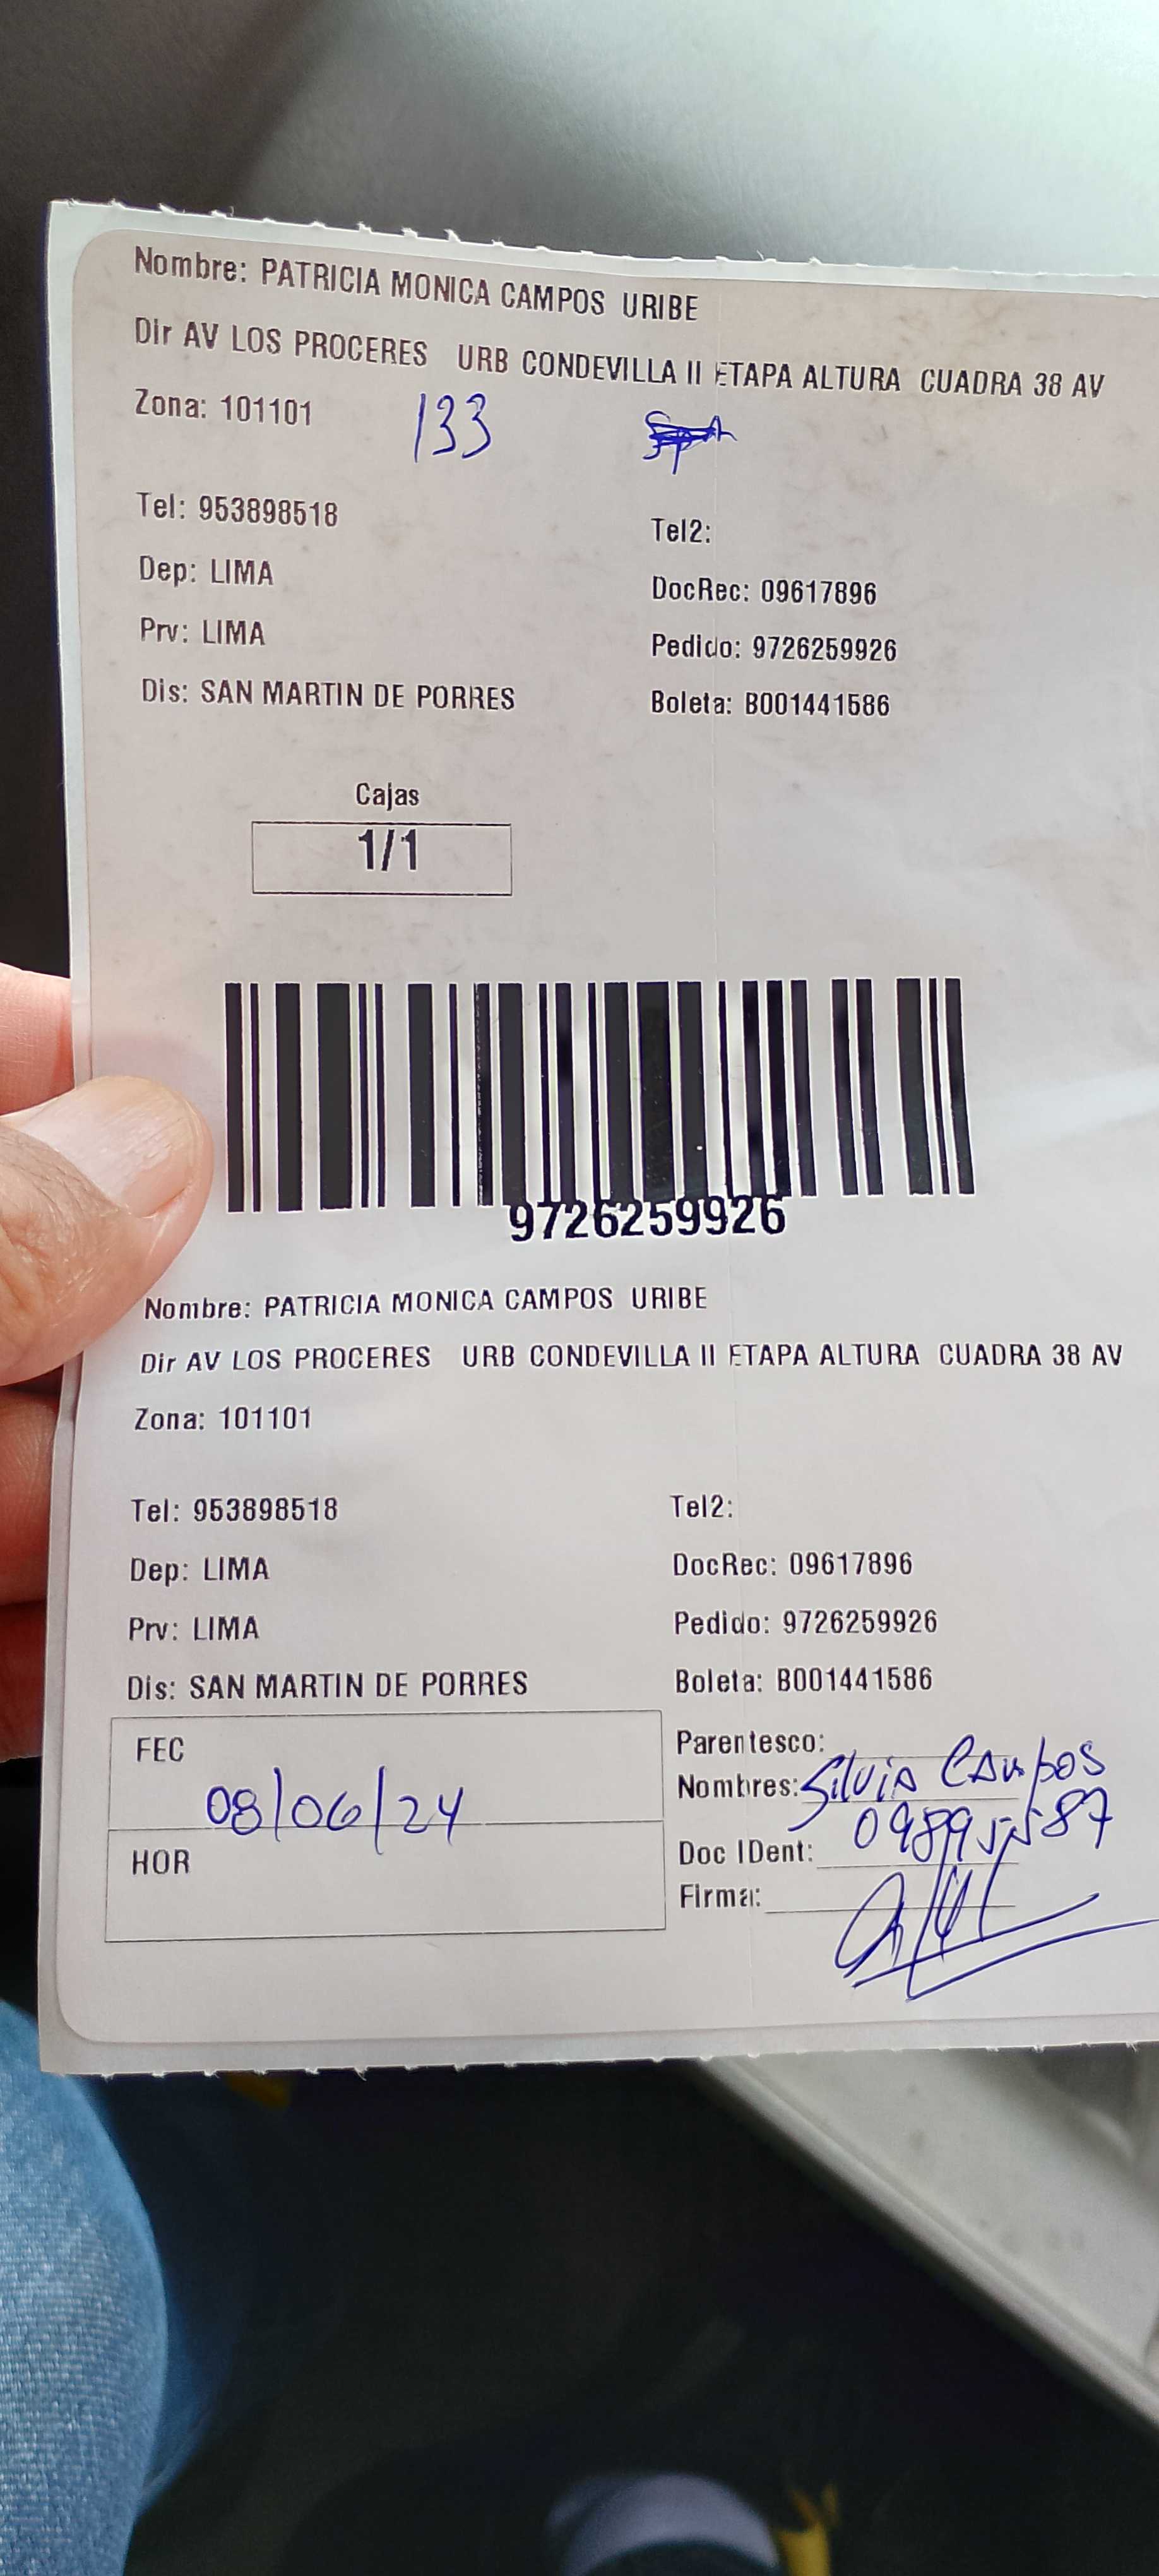 Nombre: PATRICIA MONICA CAMPOS URIBE
Dir AV LOS PROCERES URB CONDEVILLA II ETAPA ALTURA CUADRA 38 AV
Zona: 101101 133
Tel: 953898518 Tel2:
Dep: LIMA DocRec: 09617896
Prv: LIMA Pedido: 9726259926
Dis: SAN MARTIN DE PORRES Boleta: B001441586
Cajas
1/1
9726259926
Nombre: PATRICIA MONICA CAMPOS URIBE
Dir AV LOS PROCERES URB CONDEVILLA II ETAPA ALTURA CUADRA 38 AV
Zona: 101101
Tel: 953898518 Tel2:
Dep: LIMA DocRec: 09617896
Prv: LIMA Pedido: 9726259926
Dis: SAN MARTIN DE PORRES Boleta: B001441586
FEC 08/06/24
HOR
Parentesco:
Nombres: Silvia Campos
Doc IDent:
Firma: